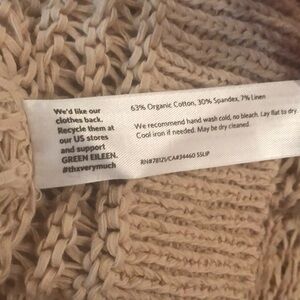 We'd like our
clothes back.
Recycle them at
our US stores
and support
GREEN EILEEN.
#thxverymuch
63% Organic Cotton, 30% Spandex, 7% Linen
We recommend hand wash cold, no bleach. Lay flat to dry.
Cool iron if needed. May be dry cleaned.
RN#78121/CA#34460 SSLIP